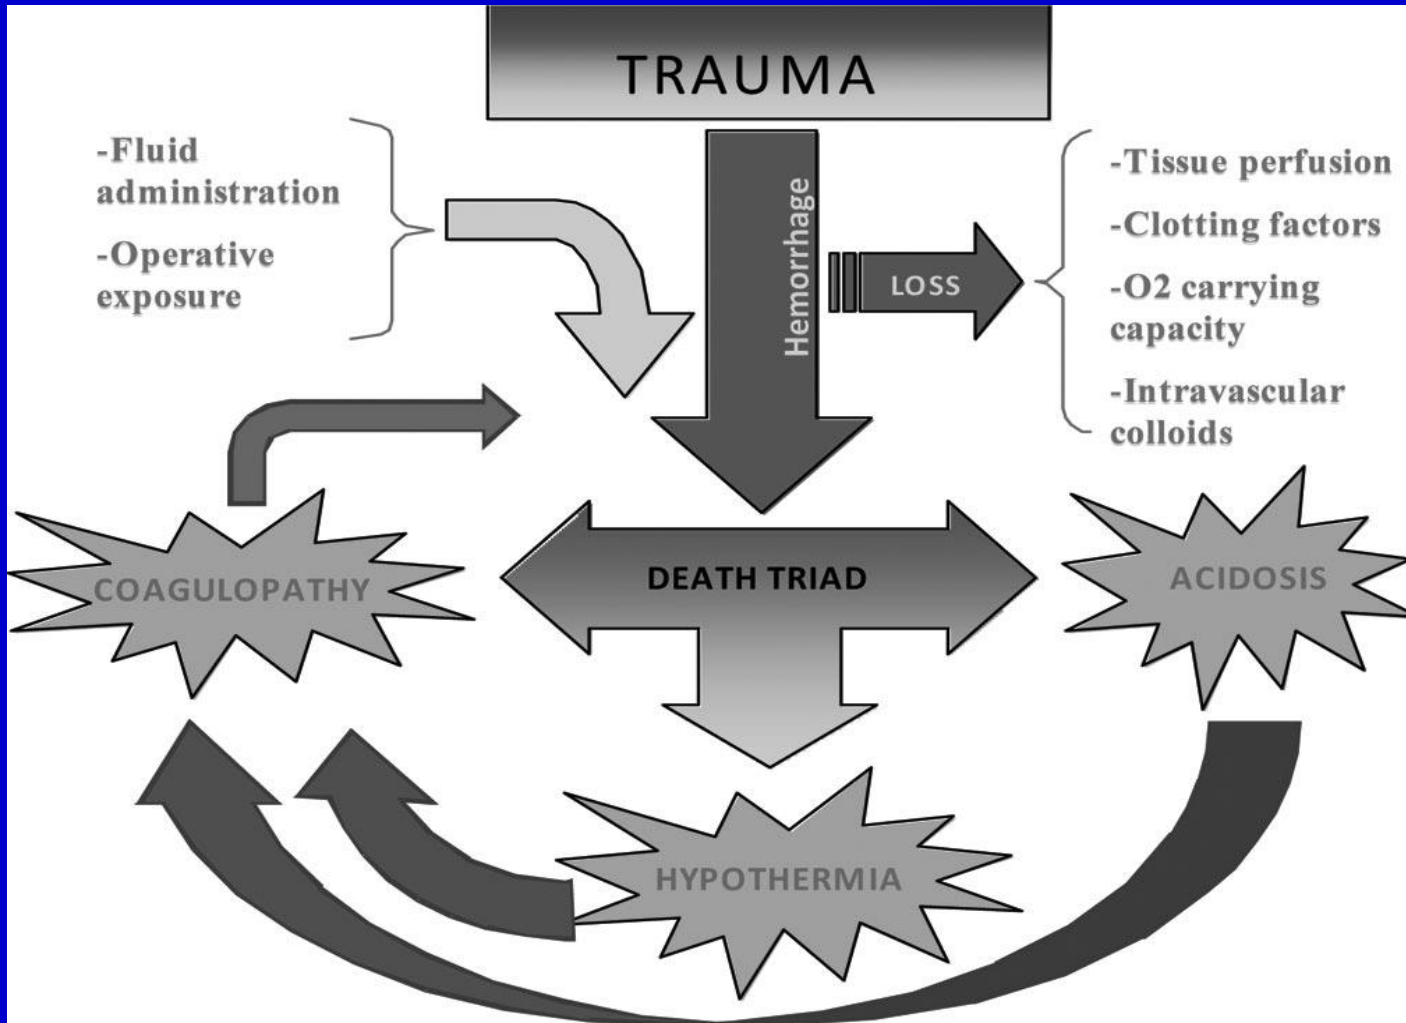 TRAUMA
-Fluid
administration
-Operative
exposure
Hemorrhage
LOSS
-Tissue perfusion
-Clotting factors
-O2 carrying
capacity
-Intravascular
colloids
COAGULOPATHY
DEATH TRIAD
ACIDOSIS
HYPOTHERMIA